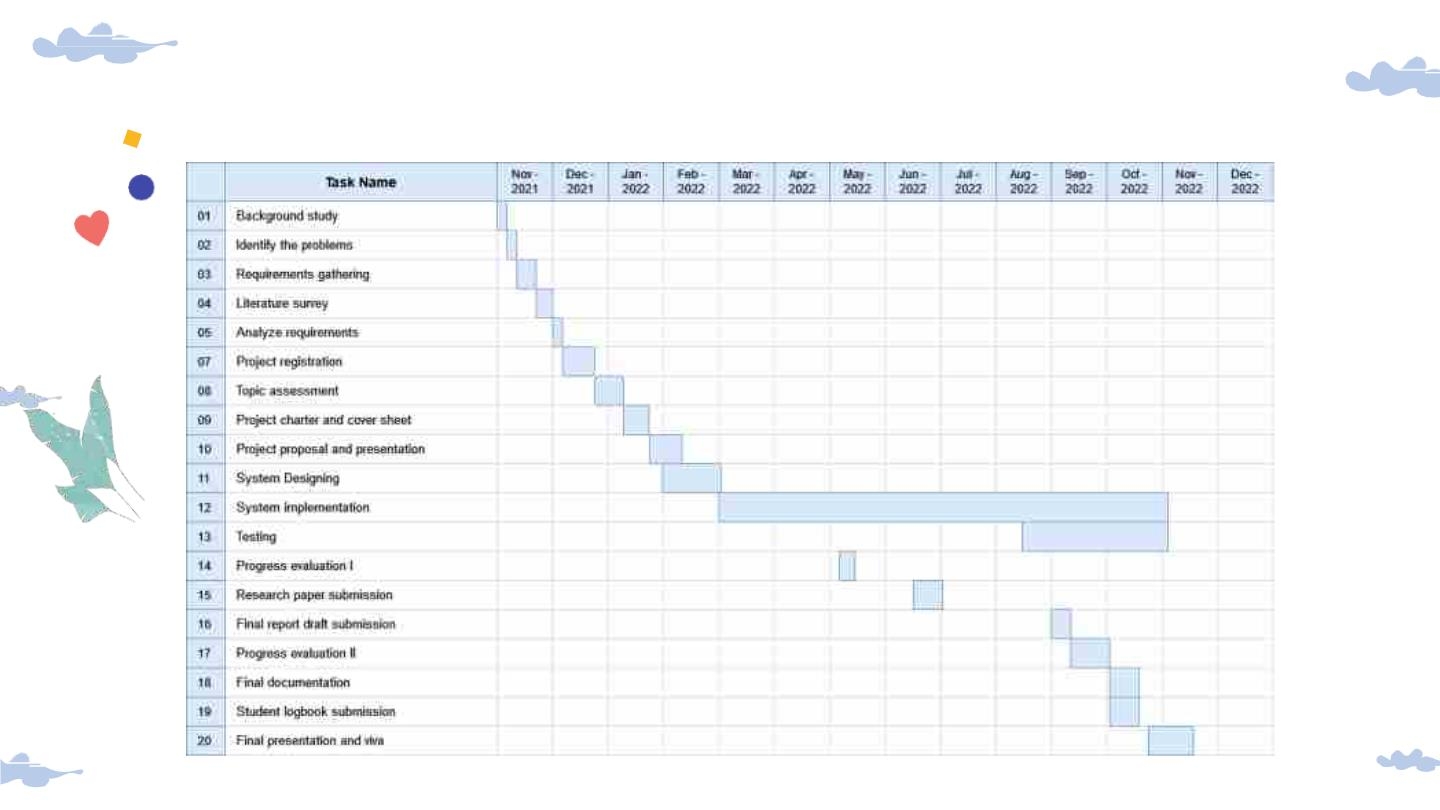 Task Name
Nov - 2021
Dec - 2021
Jan - 2022
Feb - 2022
Mar - 2022
Apr - 2022
May - 2022
Jun - 2022
Jul - 2022
Aug - 2022
Sep - 2022
Oct - 2022
Nov - 2022
Dec - 2022
01 Background study
02 Identify the problems
03 Requirements gathering
04 Literature survey
05 Analyze requirements
07 Project registration
08 Topic assessment
09 Project charter and cover sheet
10 Project proposal and presentation
11 System Designing
12 System implementation
13 Testing
14 Progress evaluation I
15 Research paper submission
16 Final report draft submission
17 Progress evaluation II
18 Final documentation
19 Student logbook submission
20 Final presentation and viva